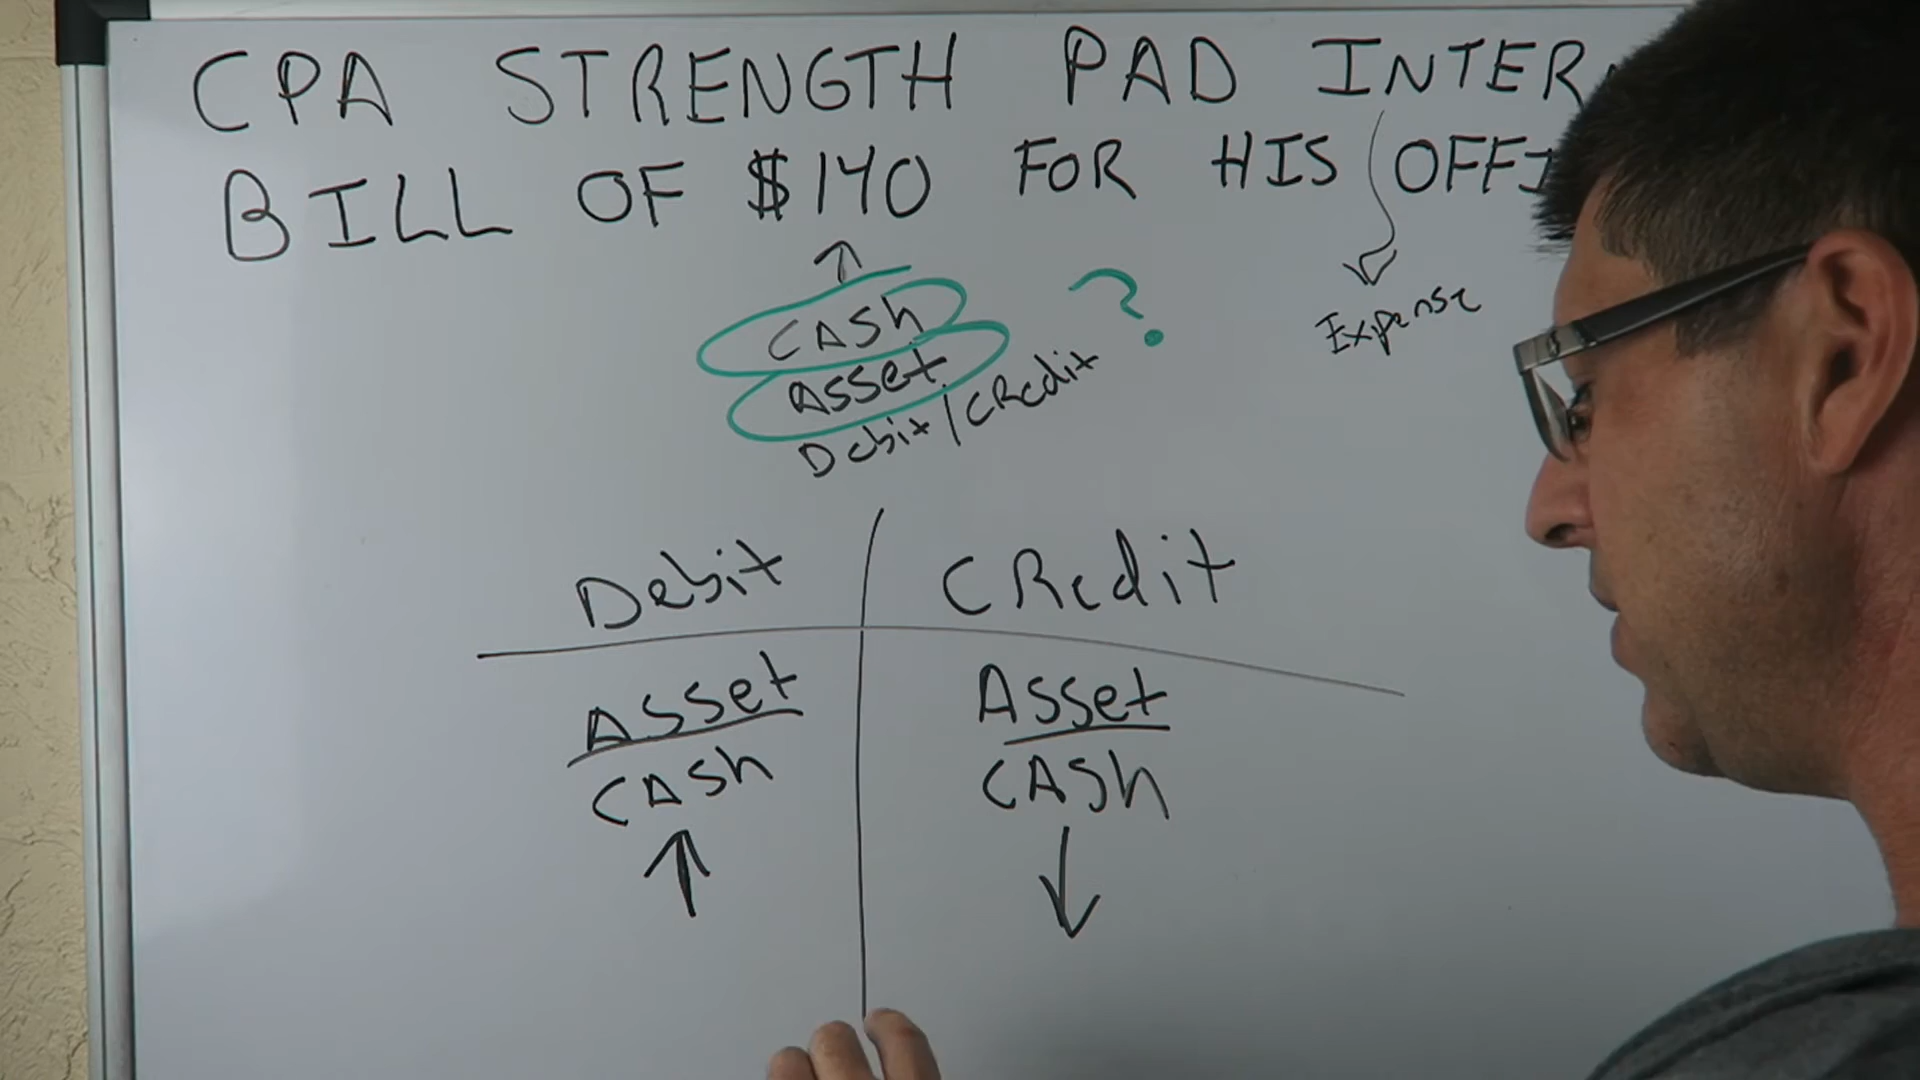 CPA STRENGTH PAD INTER
BILL OF $140 FOR HIS OFFI
CASH ?
ASSET
Debit/CRedit
Expense
Debit CRedit
ASSET Asset
CASH CASH